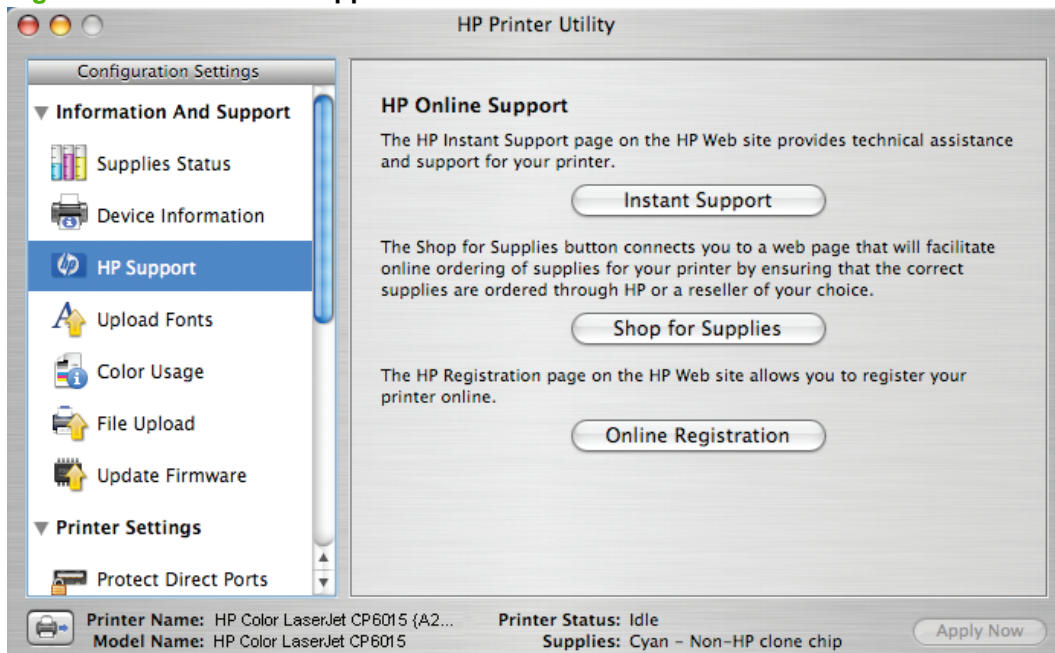 HP Printer Utility
Configuration Settings
Information And Support
Supplies Status
Device Information
HP Support
Upload Fonts
Color Usage
File Upload
Update Firmware
Printer Settings
Protect Direct Ports
HP Online Support
The HP Instant Support page on the HP Web site provides technical assistance
and support for your printer.
Instant Support
The Shop for Supplies button connects you to a web page that will facilitate
online ordering of supplies for your printer by ensuring that the correct
supplies are ordered through HP or a reseller of your choice.
Shop for Supplies
The HP Registration page on the HP Web site allows you to register your
printer online.
Online Registration
Printer Name: HP Color LaserJet CP6015 {A2... Printer Status: Idle
Model Name: HP Color LaserJet CP6015 Supplies: Cyan – Non-HP clone chip
Apply Now